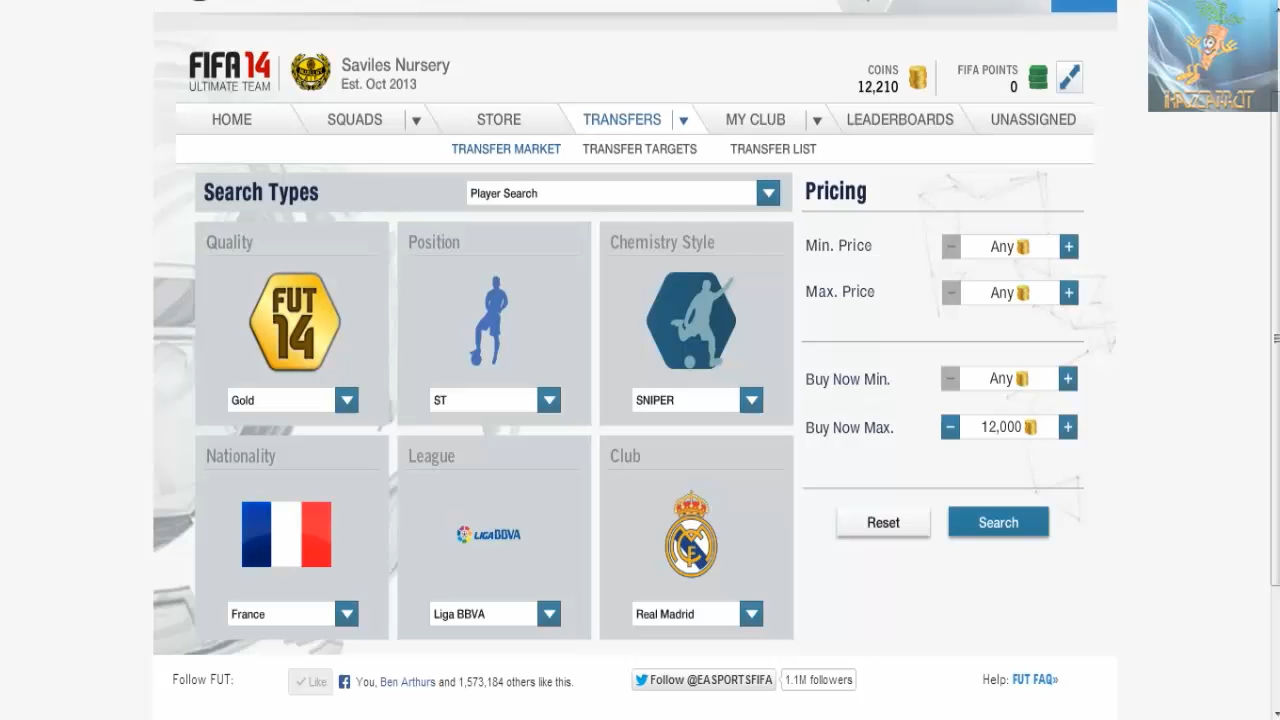 FIFA 14
ULTIMATE TEAM
Saviles Nursery
Est. Oct 2013
COINS
12,210
FIFA POINTS
0
HOME SQUADS STORE TRANSFERS MY CLUB LEADERBOARDS UNASSIGNED
TRANSFER MARKET TRANSFER TARGETS TRANSFER LIST
Search Types
Player Search
Pricing
Quality
Position
Chemistry Style
FUT
14
Gold
ST
SNIPER
Min. Price
Any
Max. Price
Any
Buy Now Min.
Any
Buy Now Max.
12,000
Nationality
League
Club
LIGA BBVA
France
Liga BBVA
Real Madrid
Reset
Search
Follow FUT:
Like
You, Ben Arthurs and 1,573,184 others like this.
Follow @EASPORTSFIFA
1.1M followers
Help: FUT FAQ»